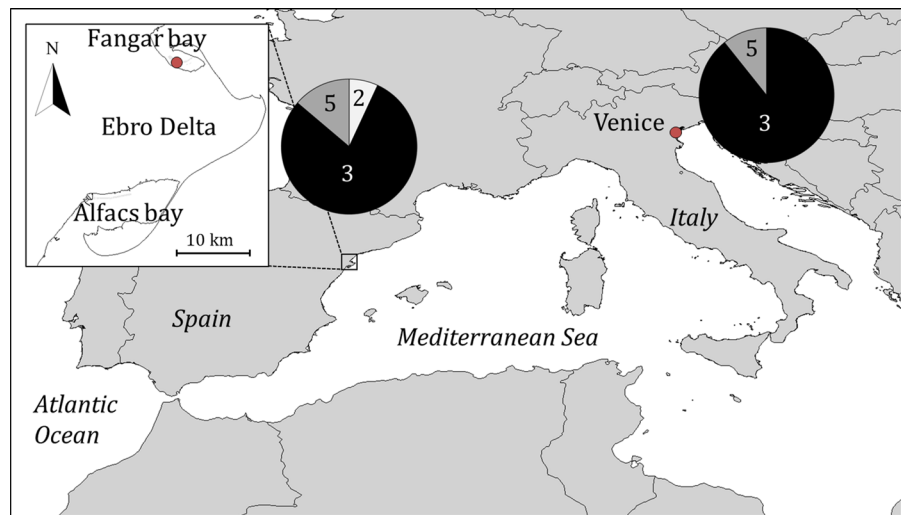 Fangar bay
N
Ebro Delta
Alfacs bay
10 km
5
2
3
5
3
Venice
Italy
Spain
Mediterranean Sea
Atlantic
Ocean